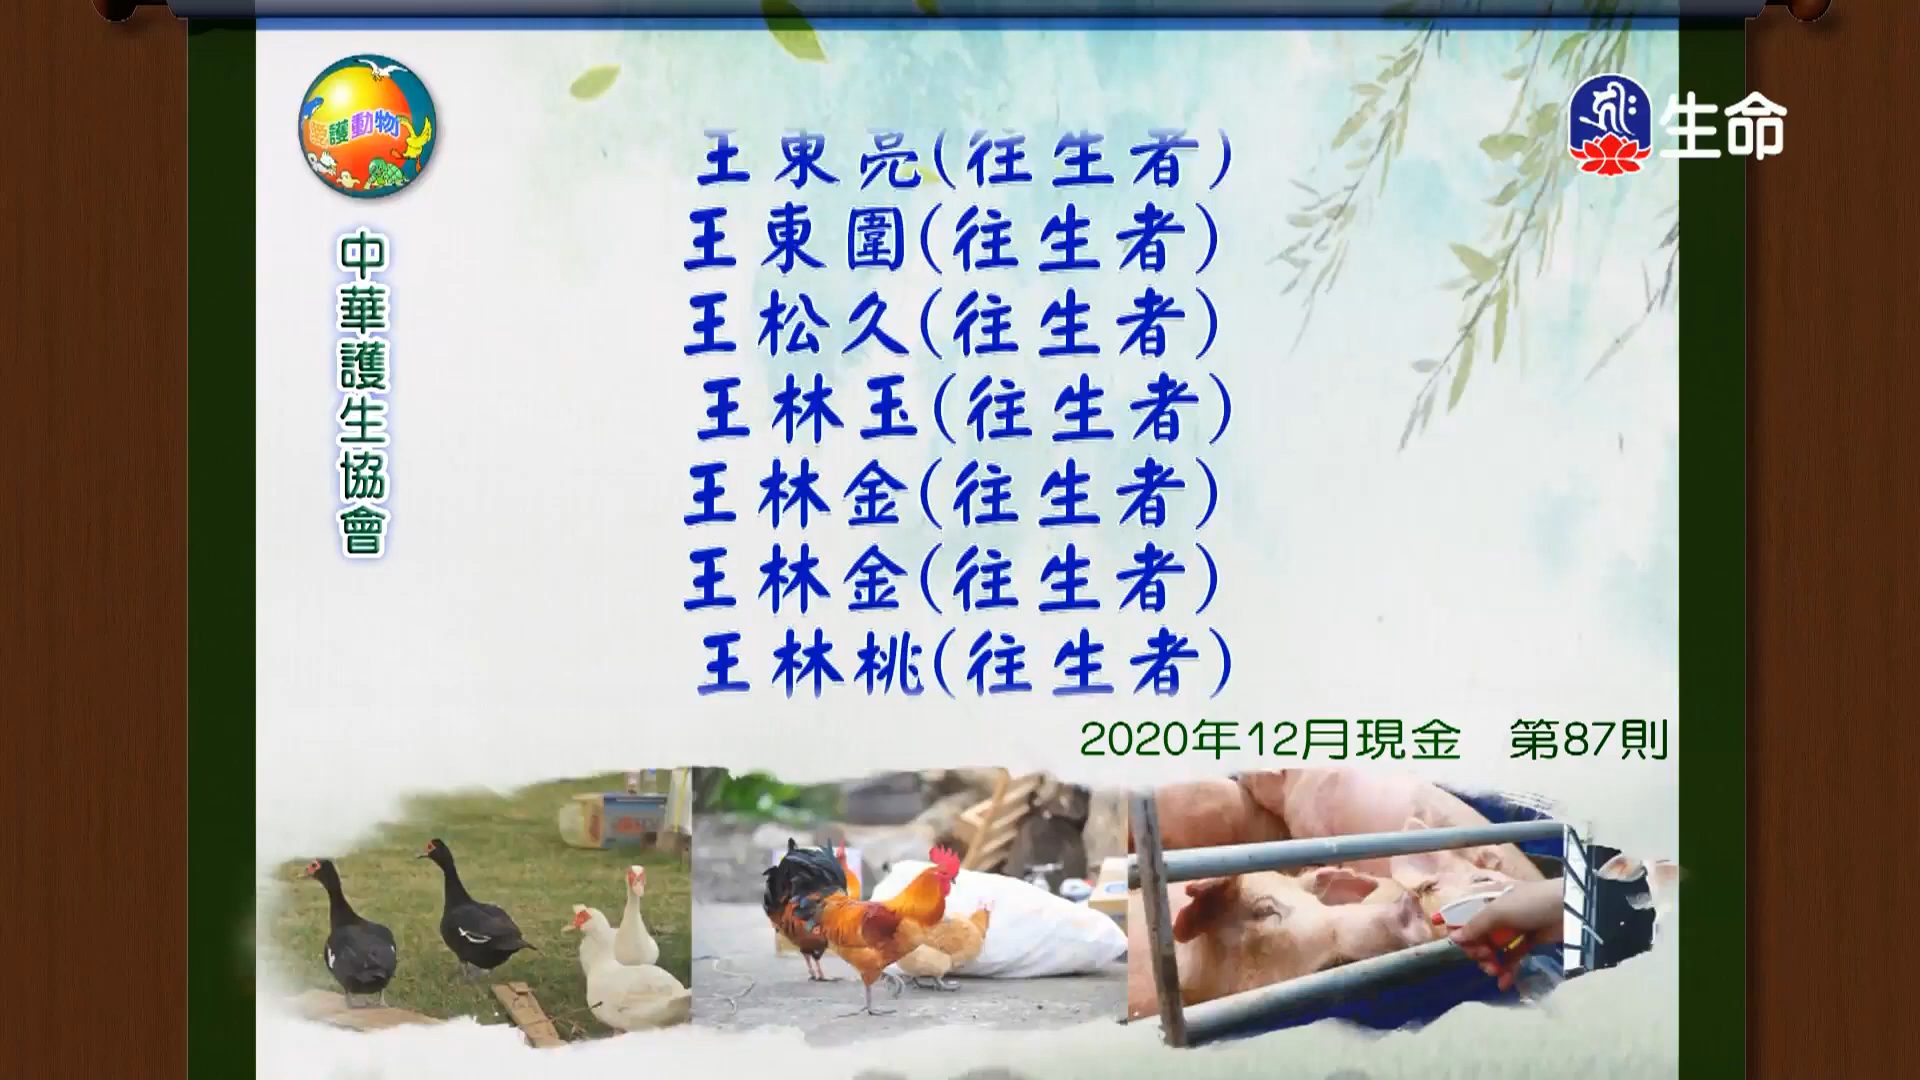 愛護動物
生命
中華護生協會
王東亮(往生者)
王東圍(往生者)
王松久(往生者)
王林玉(往生者)
王林金(往生者)
王林金(往生者)
王林桃(往生者)
2020年12月現金 第87則